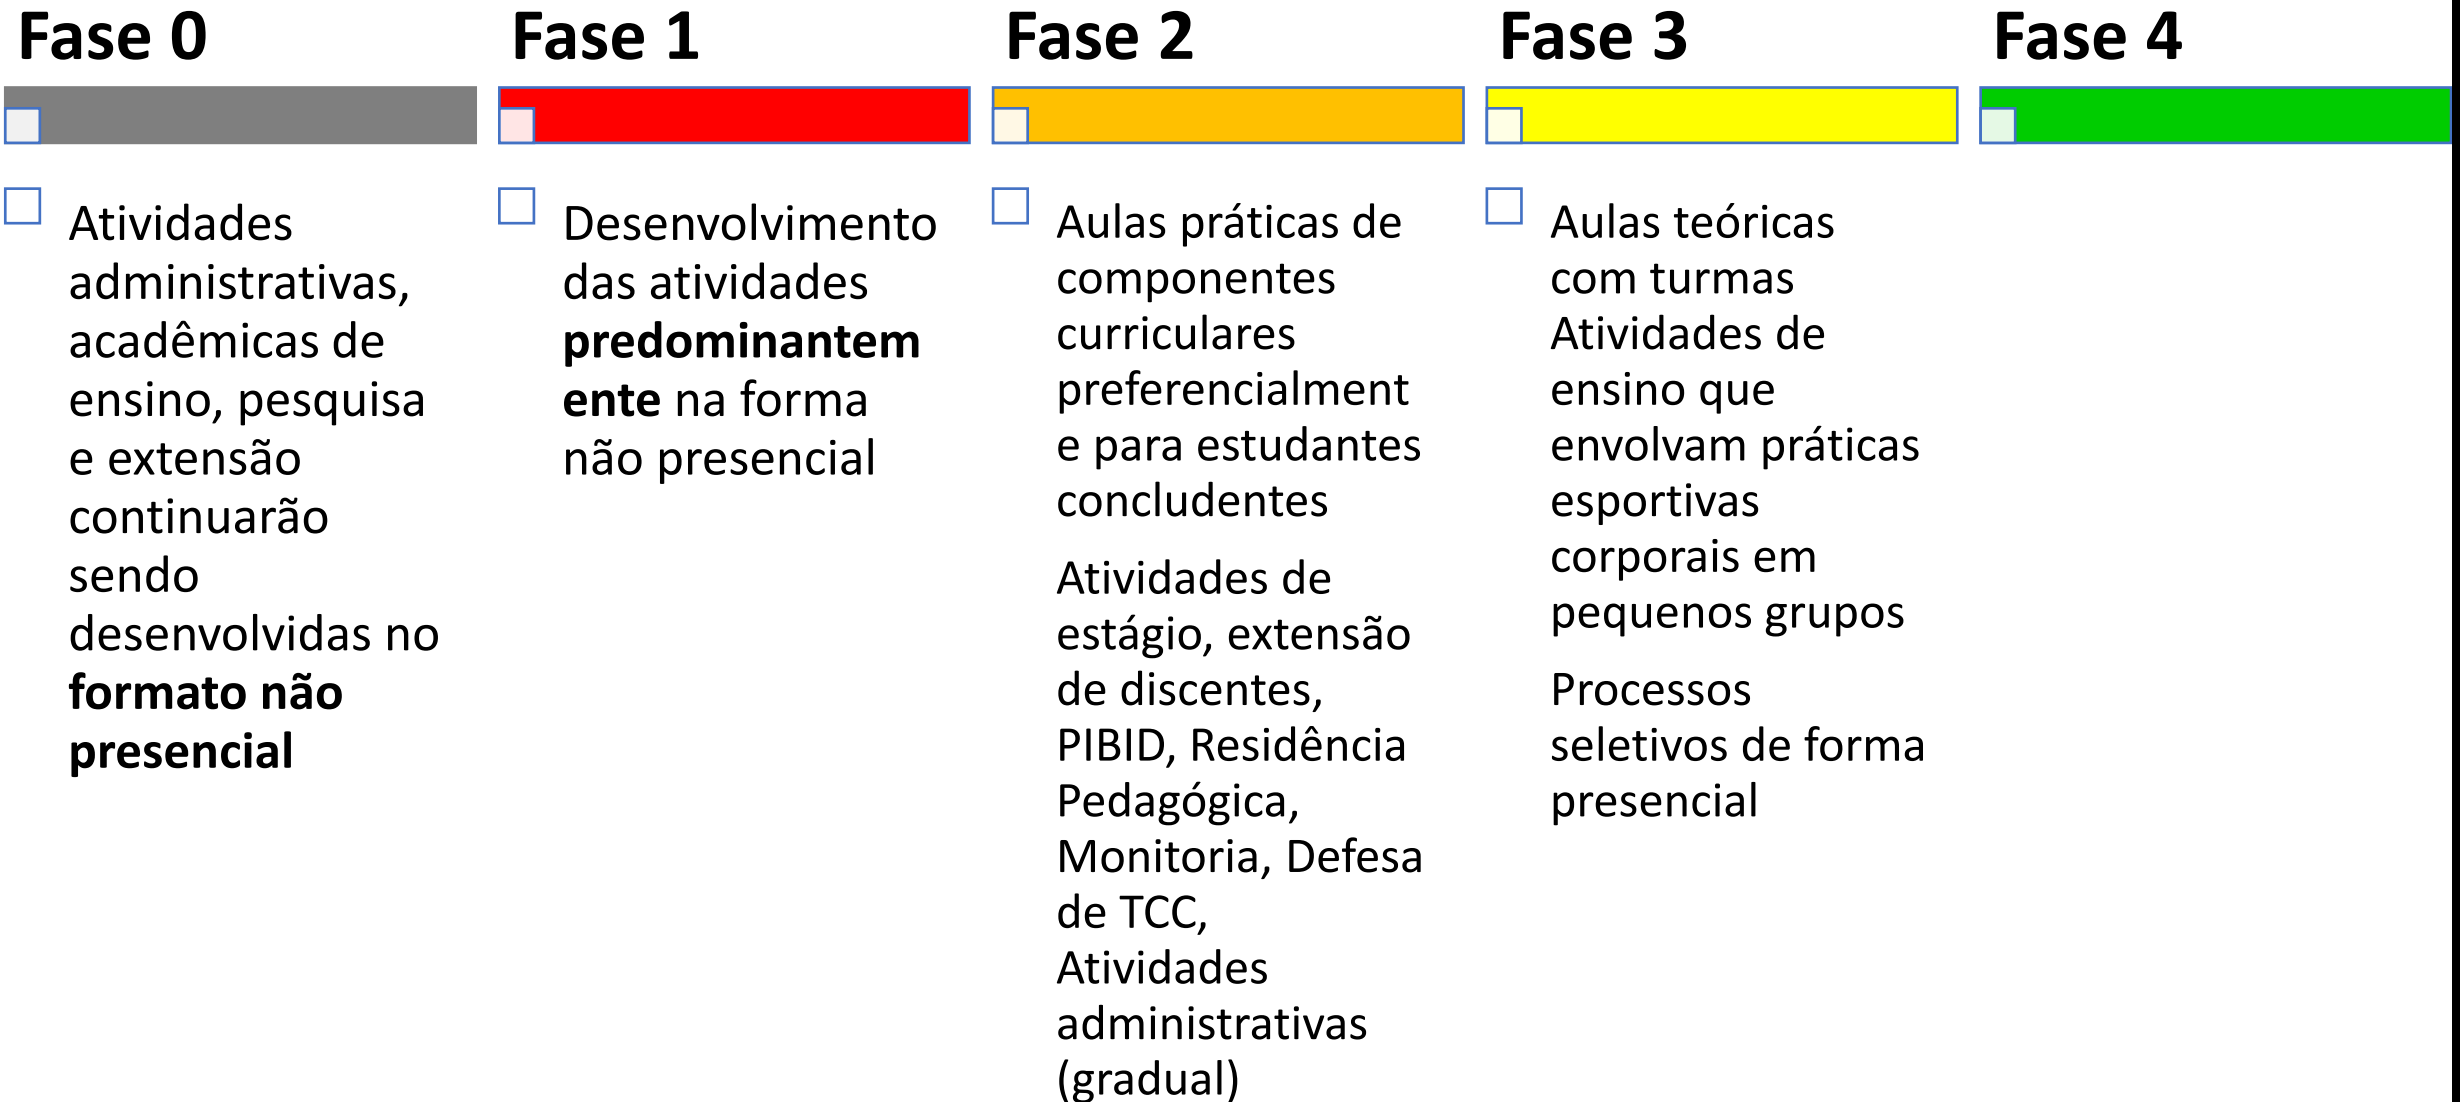 Fase 0
Atividades
administrativas,
acadêmicas de
ensino, pesquisa
e extensão
continuarão
sendo
desenvolvidas no
formato não
presencial
Fase 1
Desenvolvimento
das atividades
predominantem
ente na forma
não presencial
Fase 2
Aulas práticas de
componentes
curriculares
preferencialment
e para estudantes
concludentes
Atividades de
estágio, extensão
de discentes,
PIBID, Residência
Pedagógica,
Monitoria, Defesa
de TCC,
Atividades
administrativas
(gradual)
Fase 3
Aulas teóricas
com turmas
Atividades de
ensino que
envolvam práticas
esportivas
corporais em
pequenos grupos
Processos
seletivos de forma
presencial
Fase 4